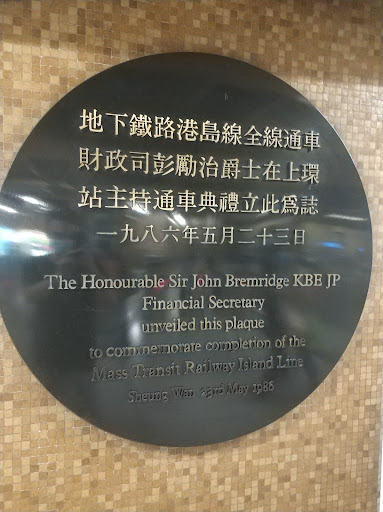 地下鐵路港島線全線通車
財政司彭勵治爵士在上環
站主持通車典禮立此爲誌
一九八六年五月二十三日
The Honourable Sir John Bremridge KBE JP
Financial Secretary
unveiled this plaque
to commemorate completion of the
Mass Transit Railway Island Line
Sheung Wan 23rd May 1986